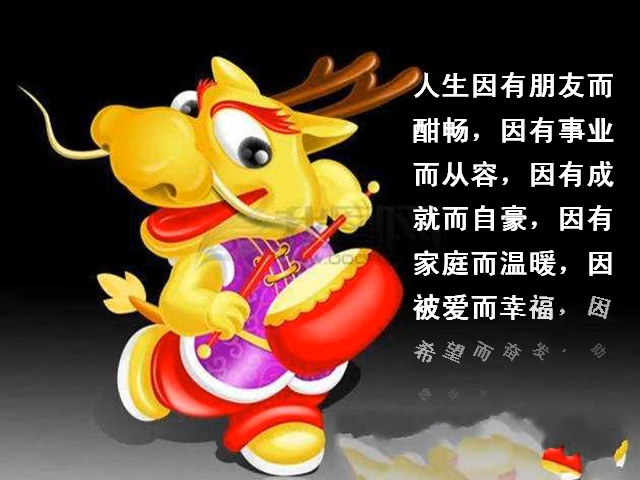 人生因有朋友而
酣畅，因有事业
而从容，因有成
就而自豪，因有
家庭而温暖，因
被爱而幸福，因
希望而奋发，助